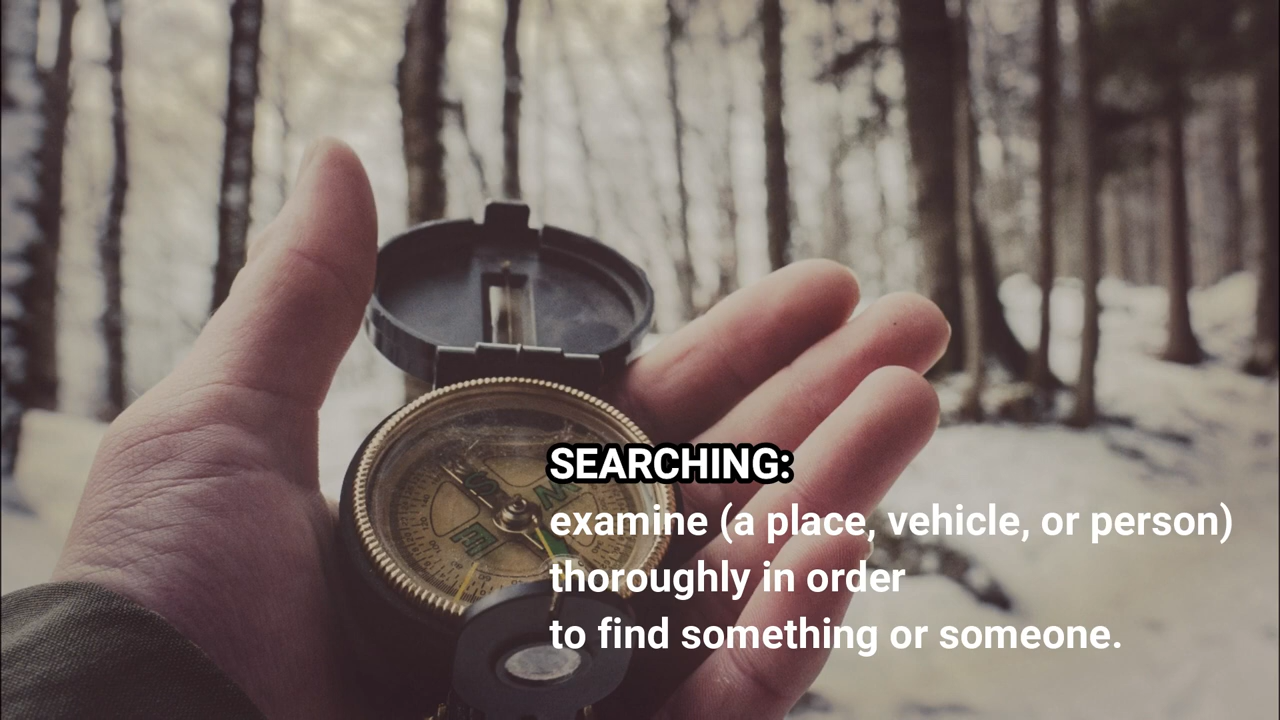 SEARCHING:
examine (a place, vehicle, or person)
thoroughly in order
to find something or someone.